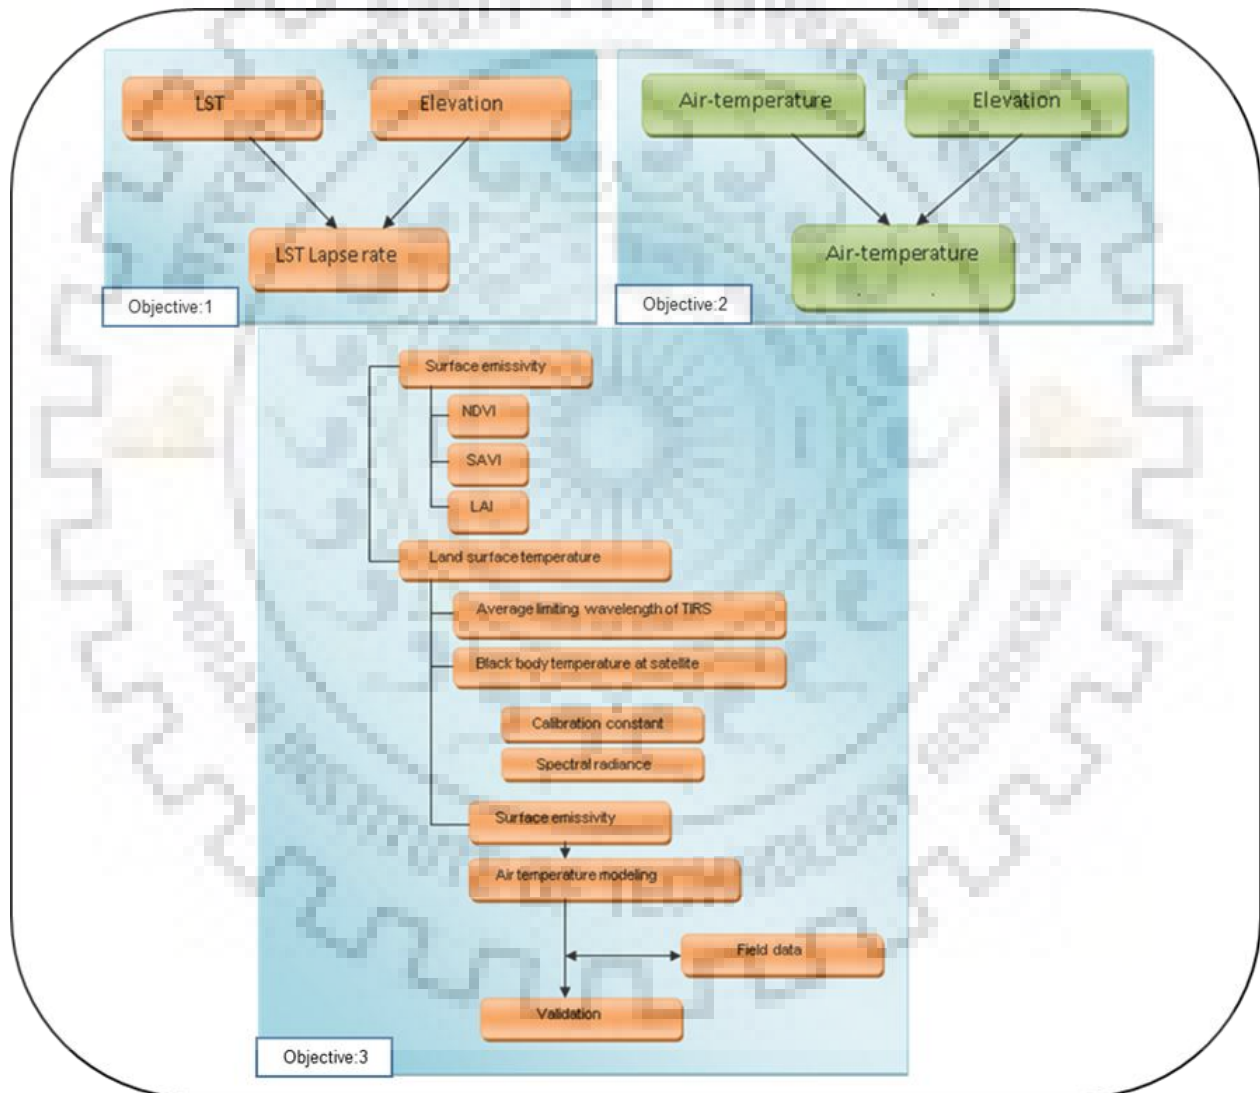 LST
Elevation
LST Lapse rate
Objective:1
Air-temperature
Elevation
Air-temperature
Objective:2
Surface emissivity
NDVI
SAVI
LAI
Land surface temperature
Average limiting wavelength of TIRS
Black body temperature at satellite
Calibration constant
Spectral radiance
Surface emissivity
Air temperature modeling
Field data
Validation
Objective:3